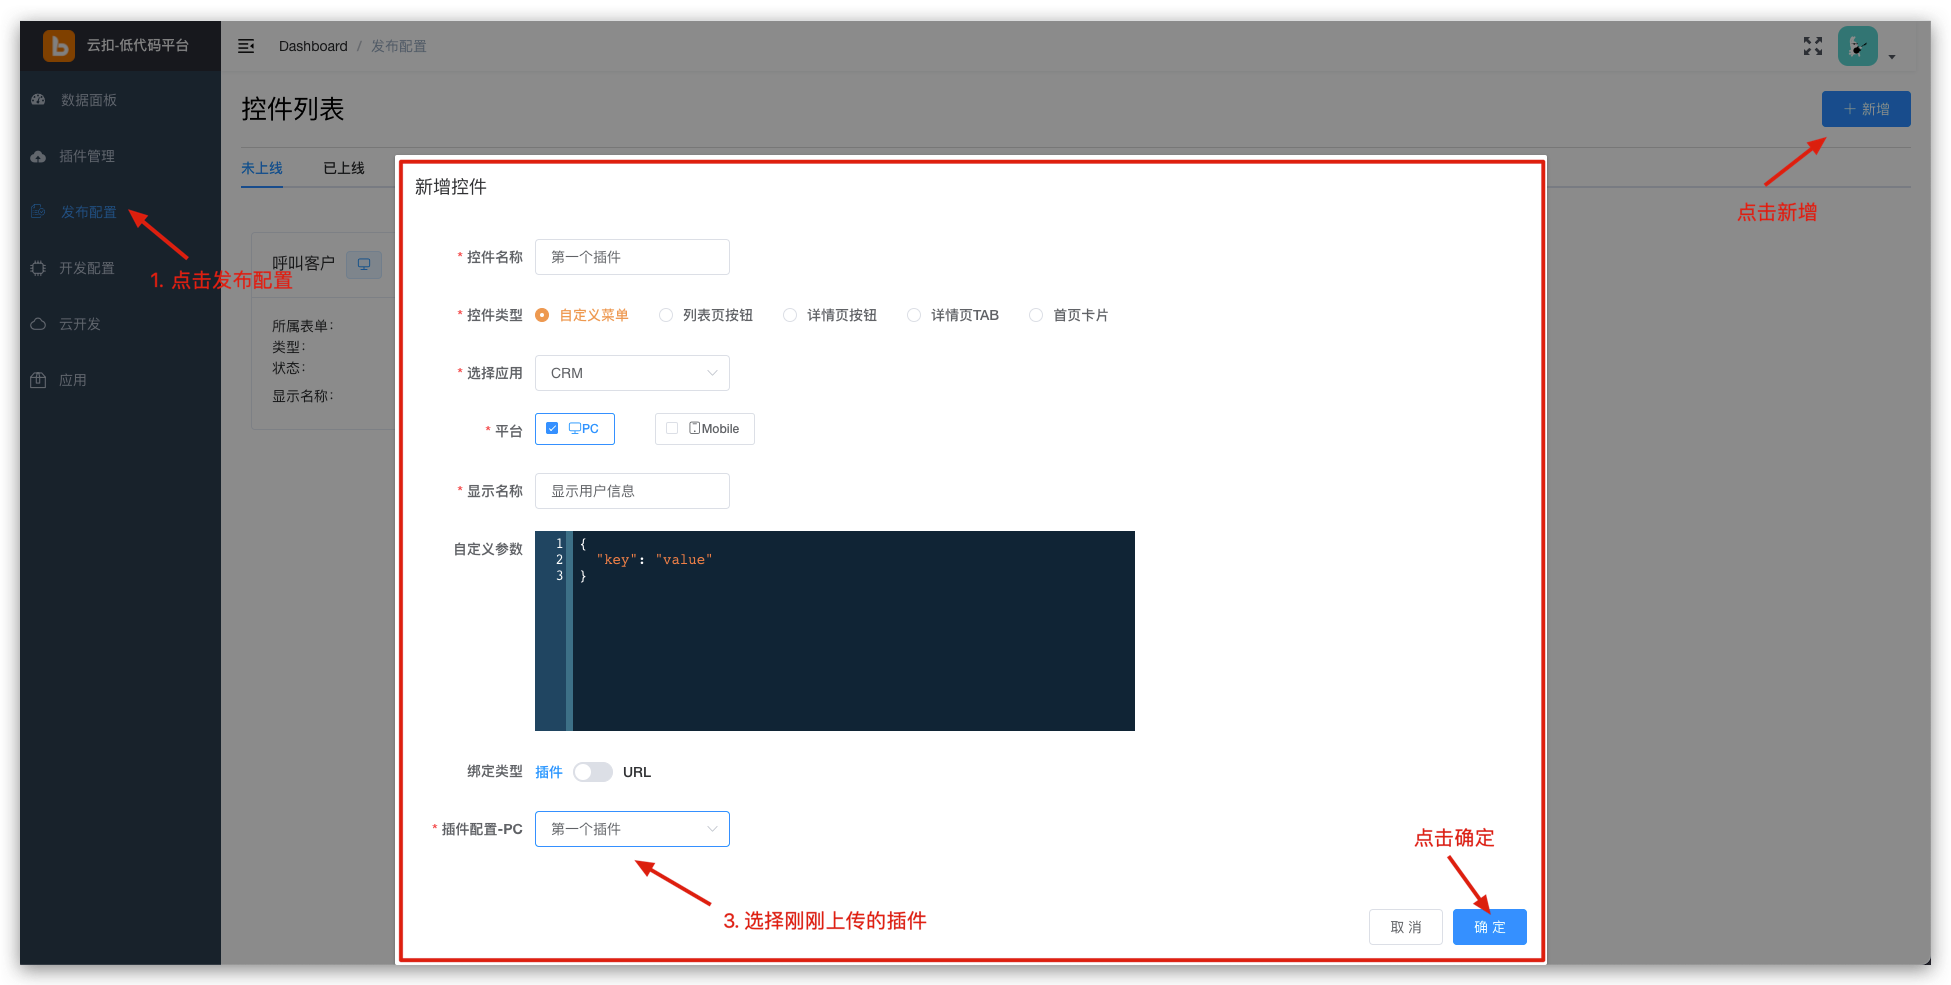 云扣-低代码平台
Dashboard / 发布配置
数据面板
插件管理
发布配置
开发配置
云开发
应用
1. 点击发布配置
控件列表
+ 新增
点击新增
未上线
已上线
呼叫客户
所属表单:
类型:
状态:
显示名称:
新增控件
* 控件名称 第一个插件
* 控件类型 自定义菜单 列表页按钮 详情页按钮 详情页TAB 首页卡片
* 选择应用 CRM
* 平台 PC Mobile
* 显示名称 显示用户信息
自定义参数
1 {
2 "key": "value"
3 }
绑定类型 插件 URL
* 插件配置-PC 第一个插件
3. 选择刚刚上传的插件
点击确定
取 消
确 定